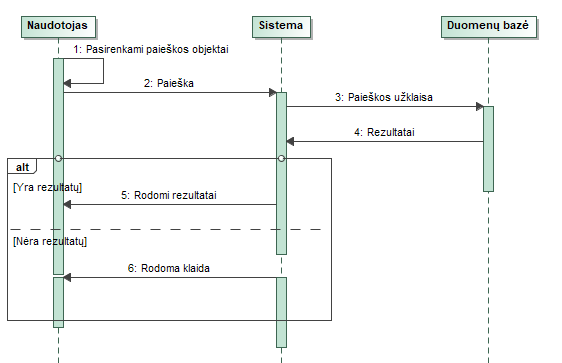 Naudotojas
Sistema
Duomenų bazė
1: Pasirenkami paieškos objektai
2: Paieška
3: Paieškos užklaisa
4: Rezultatai
alt
[Yra rezultatų]
5: Rodomi rezultatai
[Nėra rezultatų]
6: Rodoma klaida